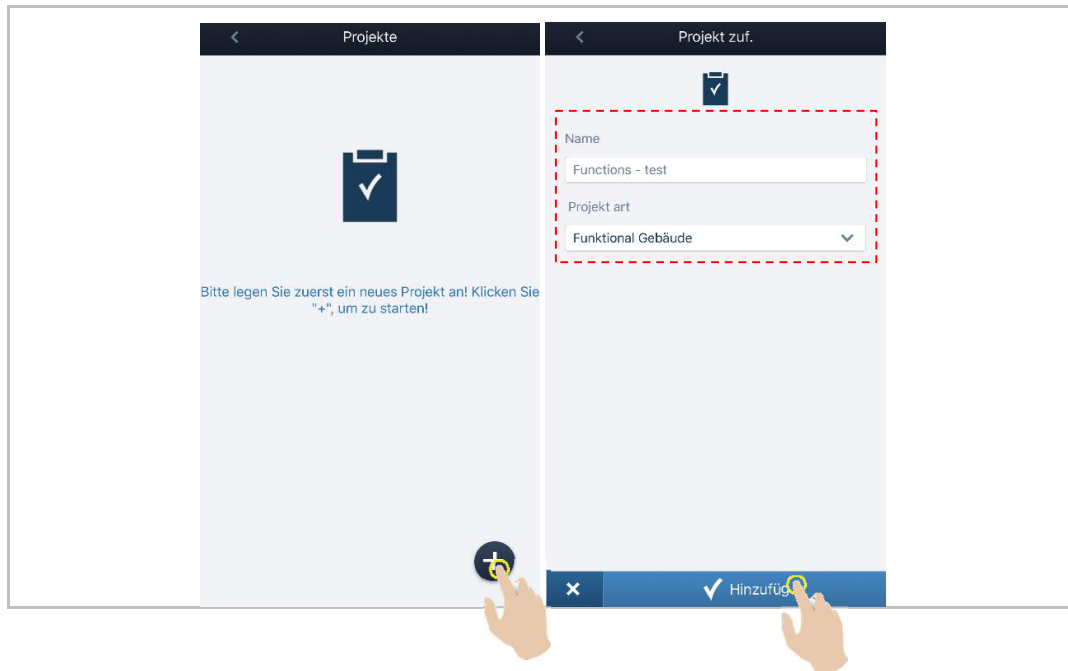 Projekte
Bitte legen Sie zuerst ein neues Projekt an! Klicken Sie
"+", um zu starten!
Projekt zuf.
Name
Functions - test
Projekt art
Funktional Gebäude
Hinzufüg